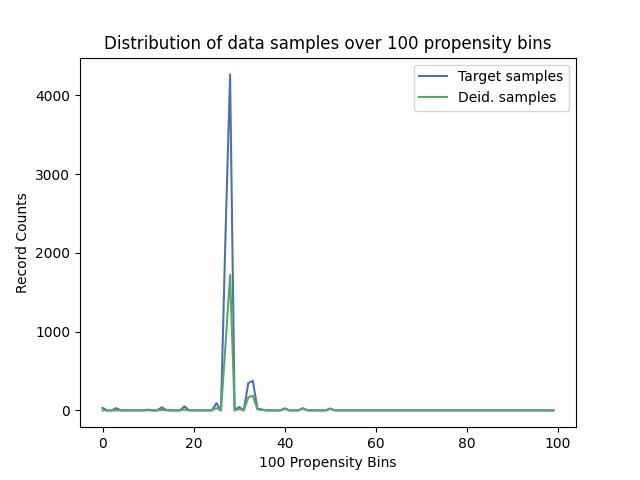 Distribution of data samples over 100 propensity bins
Target samples
Deid. samples
Record Counts
4000
3000
2000
1000
0
0 20 40 60 80 100
100 Propensity Bins